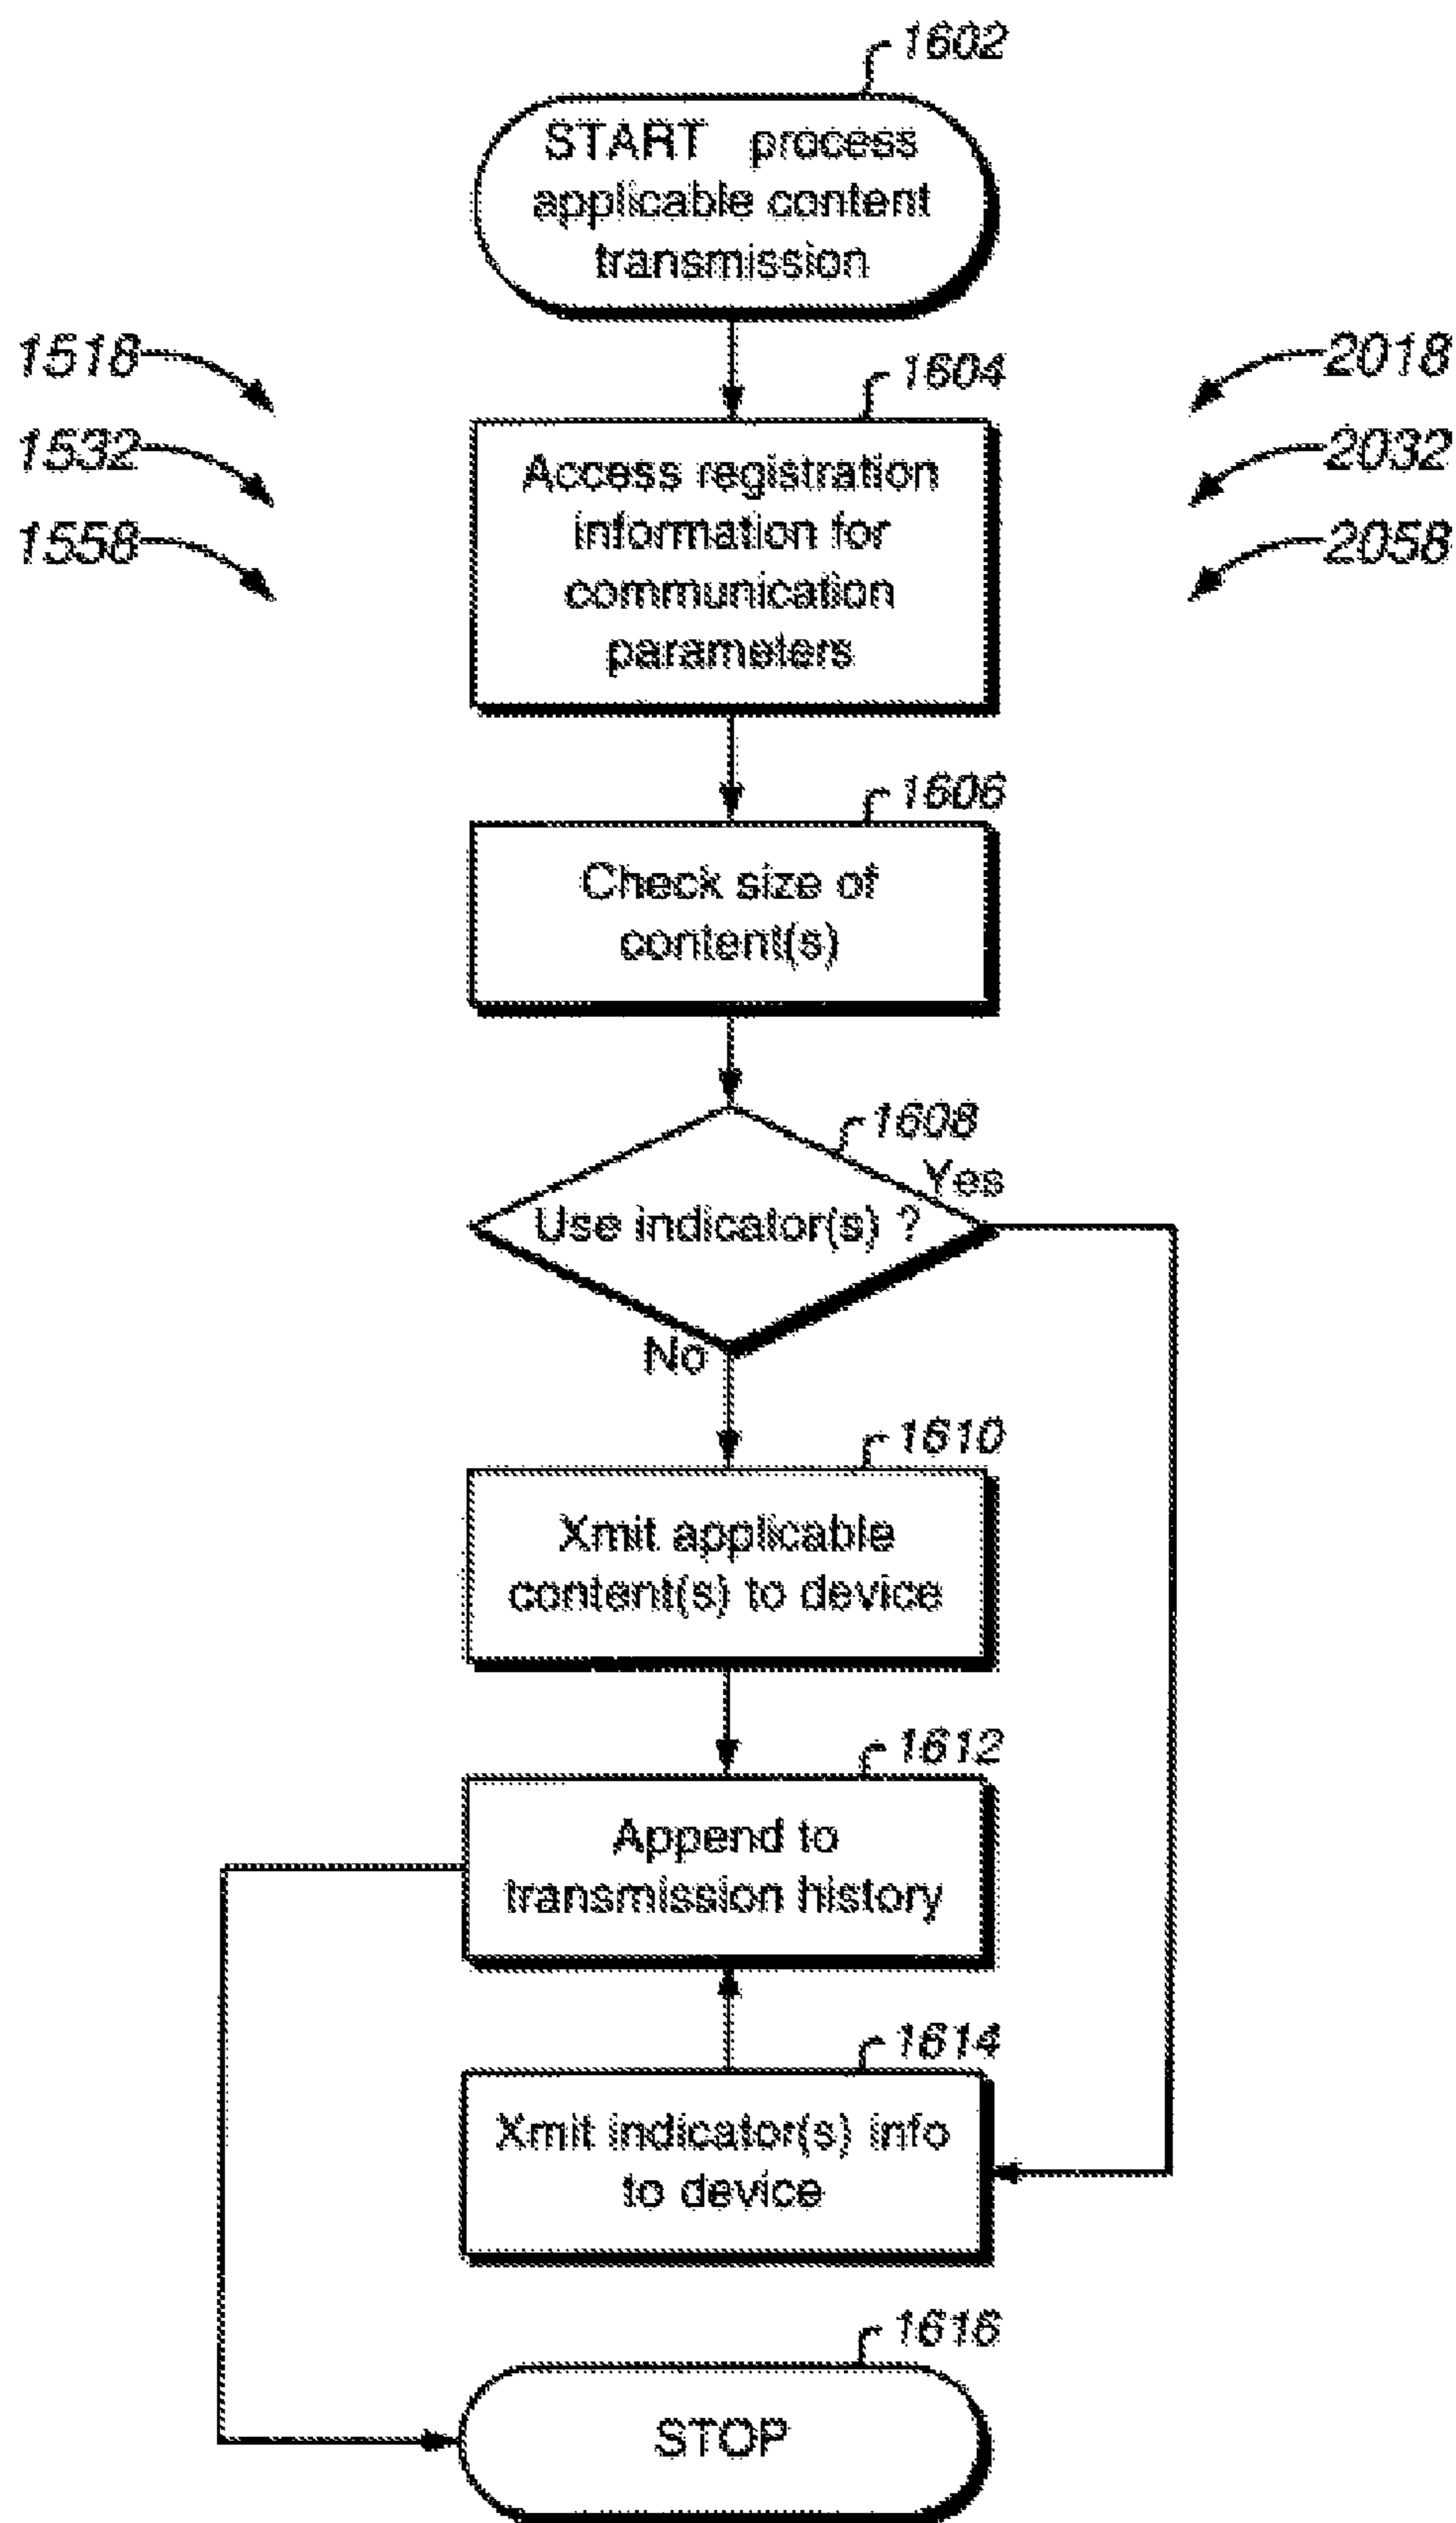 1602
START process
applicable content
transmission
1518
1532
1558
2018
2032
2058
1604
Access registration
information for
communication
parameters
1606
Check size of
content(s)
1608
Yes
Use indicator(s) ?
No
1610
Xmit applicable
content(s) to device
1612
Append to
transmission history
1614
Xmit indicator(s) info
to device
1616
STOP